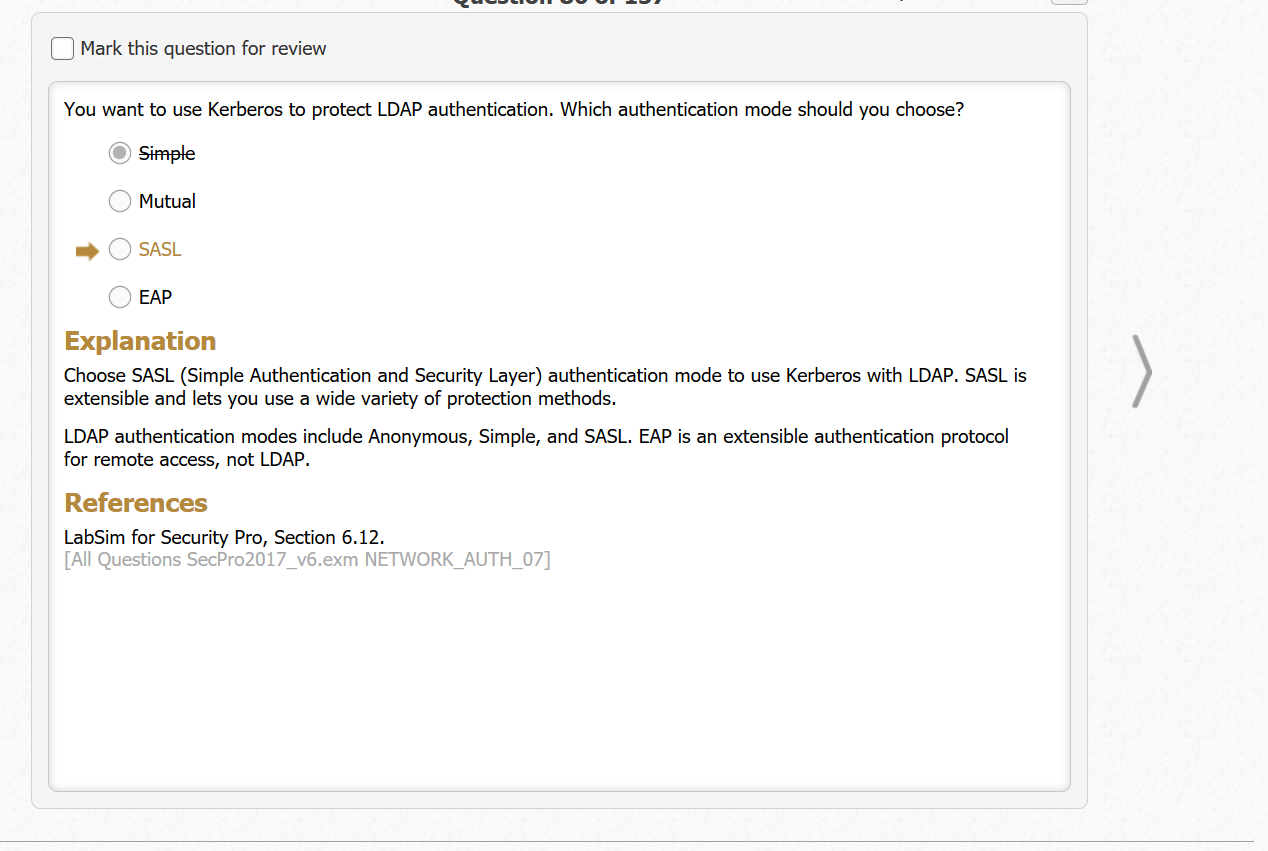 Mark this question for review
You want to use Kerberos to protect LDAP authentication. Which authentication mode should you choose?
Simple
Mutual
SASL
EAP
Explanation
Choose SASL (Simple Authentication and Security Layer) authentication mode to use Kerberos with LDAP. SASL is
extensible and lets you use a wide variety of protection methods.
LDAP authentication modes include Anonymous, Simple, and SASL. EAP is an extensible authentication protocol
for remote access, not LDAP.
References
LabSim for Security Pro, Section 6.12.
[All Questions SecPro2017_v6.exm NETWORK_AUTH_07]